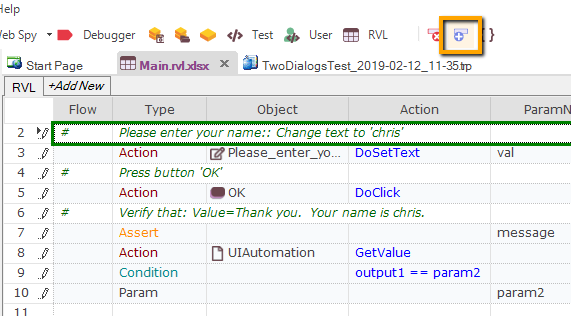 Help
Web Spy Debugger Test User RVL { }
Start Page Main.rvl.xlsx TwoDialogsTest_2019-02-12_11-35.trp
RVL +Add New
Flow Type Object Action ParamN
2 # Please enter your name:: Change text to 'chris'
3 Action Please_enter_yo... DoSetText val
4 # Press button 'OK'
5 Action OK DoClick
6 # Verify that: Value=Thank you. Your name is chris.
7 Assert message
8 Action UIAutomation GetValue
9 Condition output1 == param2
10 Param param2
11